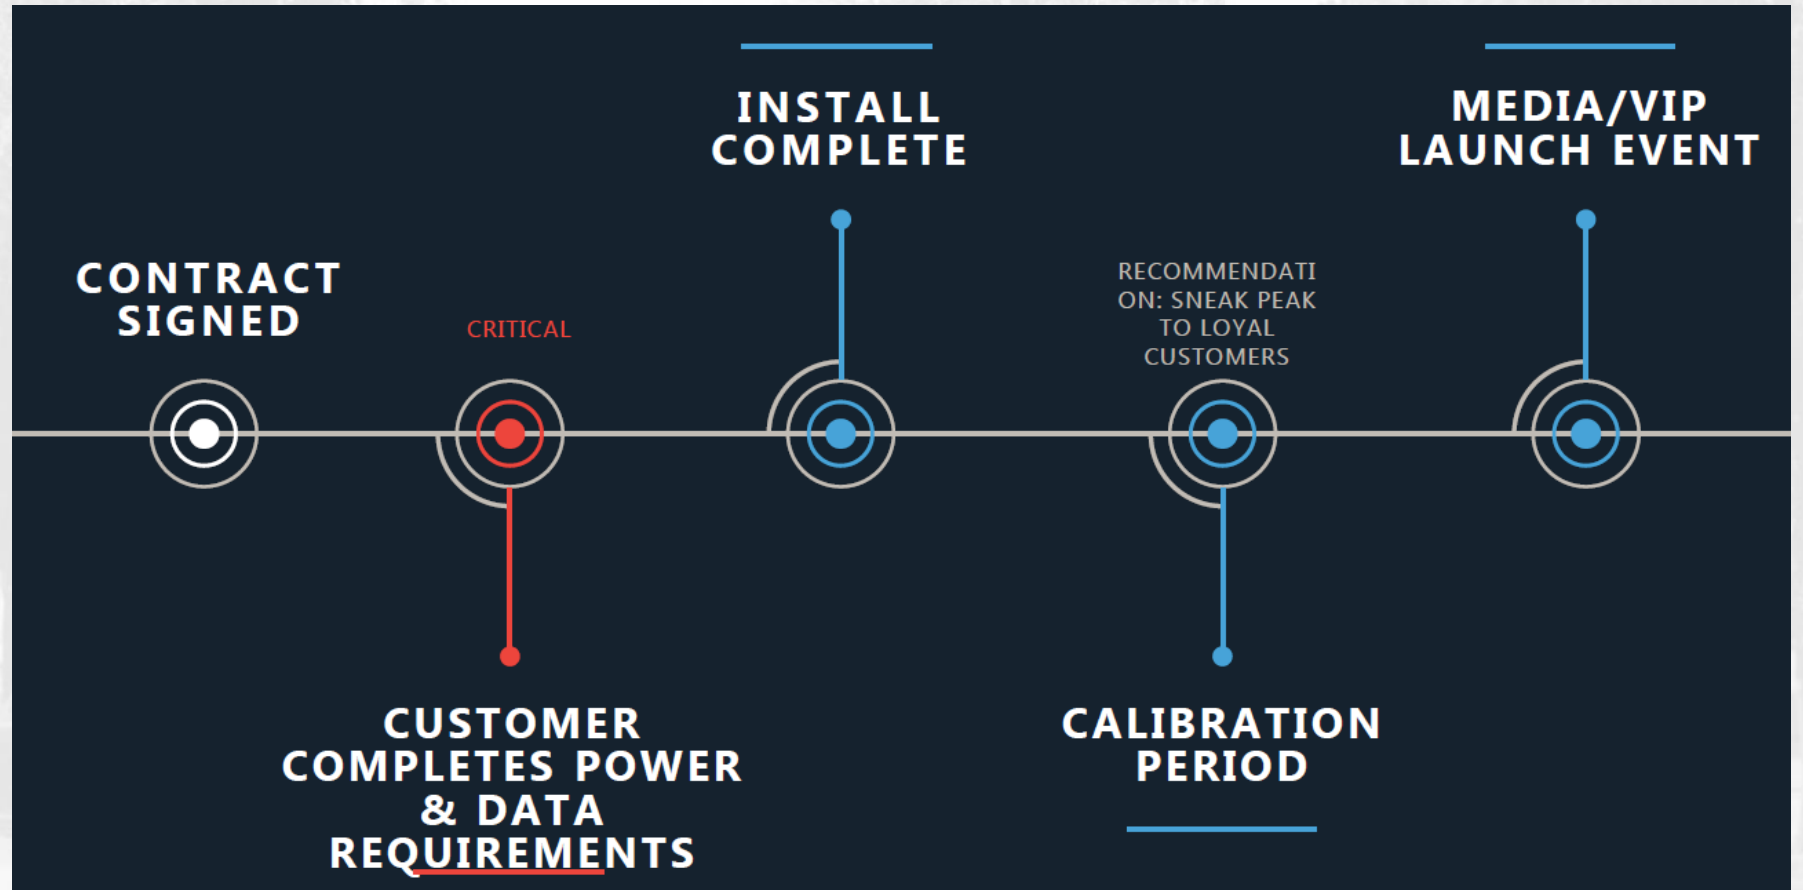 CONTRACT
SIGNED
CRITICAL
CUSTOMER
COMPLETES POWER
& DATA
REQUIREMENTS
INSTALL
COMPLETE
RECOMMENDATI
ON: SNEAK PEAK
TO LOYAL
CUSTOMERS
CALIBRATION
PERIOD
MEDIA/VIP
LAUNCH EVENT